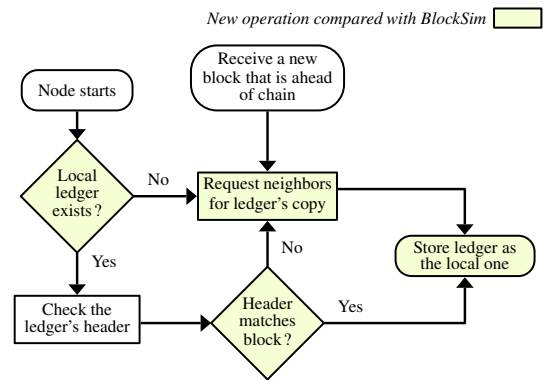 New operation compared with BlockSim
Receive a new
block that is ahead
of chain
Node starts
Local
ledger
exists?
No
Request neighbors
for ledger's copy
Yes
No
Store ledger as
the local one
Check the
ledger's header
Header
matches
block?
Yes